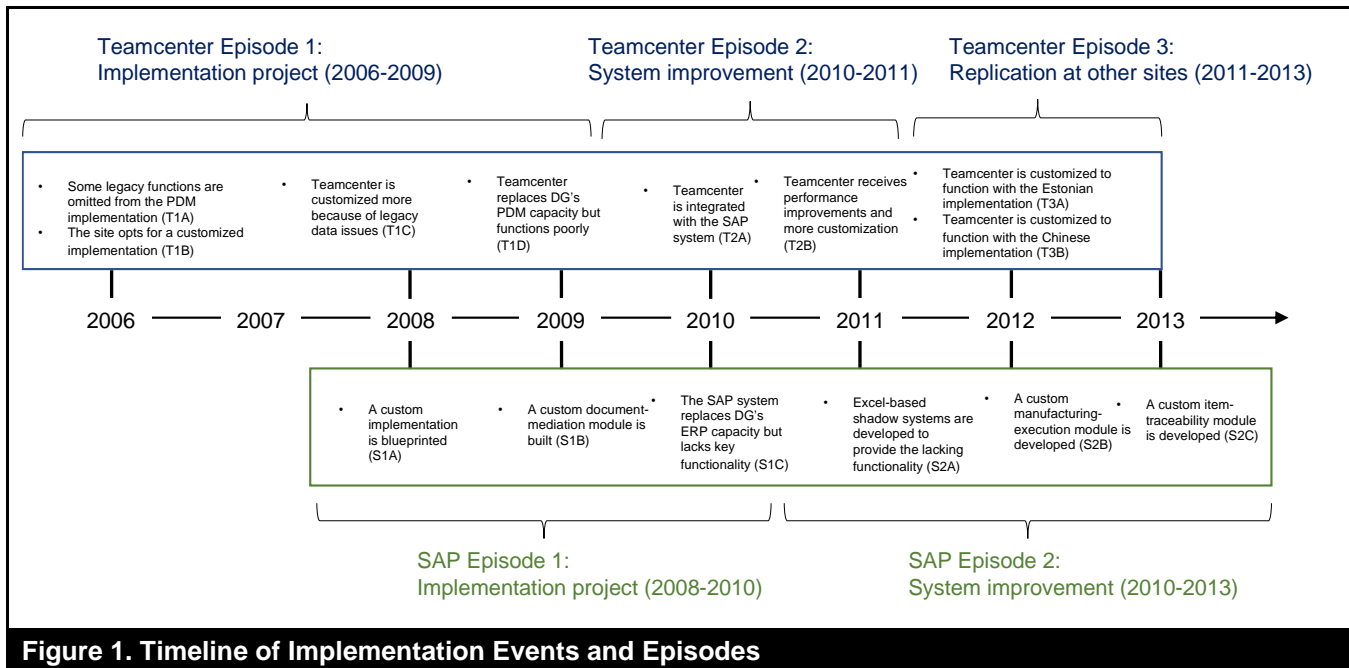 Teamcenter Episode 1:
Implementation project (2006-2009)
Teamcenter Episode 2:
System improvement (2010-2011)
Teamcenter Episode 3:
Replication at other sites (2011-2013)
• Some legacy functions are
omitted from the PDM
implementation (T1A)
• The site opts for a customized
implementation (T1B)
• Teamcenter is
customized more
because of legacy
data issues (T1C)
• Teamcenter
replaces DG's
PDM capacity but
functions poorly
(T1D)
• Teamcenter
is integrated
with the SAP
system (T2A)
• Teamcenter receives
performance
improvements and
more customization
(T2B)
• Teamcenter is customized to
function with the Estonian
implementation (T3A)
• Teamcenter is customized to
function with the Chinese
implementation (T3B)
2006
2007
2008
2009
2010
2011
2012
2013
• A custom
implementation
is blueprinted
(S1A)
• A custom document-
mediation module is
built (S1B)
• The SAP system
replaces DG's
ERP capacity but
lacks key
functionality (S1C)
• Excel-based
shadow systems are
developed to
provide the lacking
functionality (S2A)
• A custom
manufacturing-
execution module is
developed (S2B)
• A custom item-
traceability module
is developed (S2C)
SAP Episode 1:
Implementation project (2008-2010)
SAP Episode 2:
System improvement (2010-2013)
Figure 1. Timeline of Implementation Events and Episodes